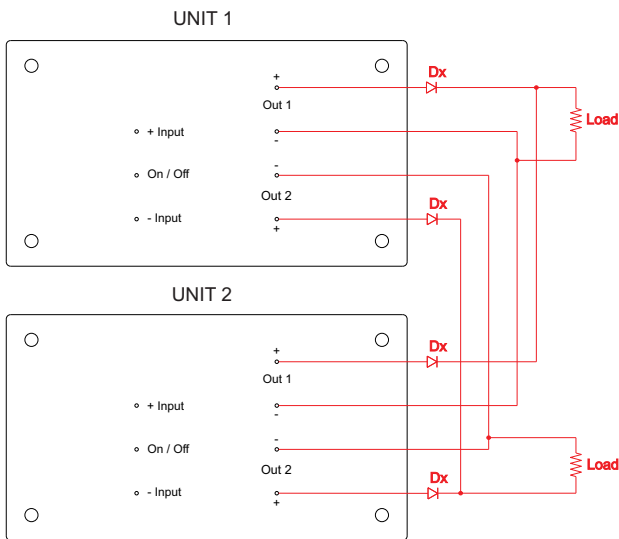 UNIT 1
+
Dx
Out 1
Load
+ Input
-
On / Off
-
Out 2
Dx
- Input
+
UNIT 2
+
Dx
Out 1
+ Input
-
On / Off
-
Out 2
Load
Dx
- Input
+